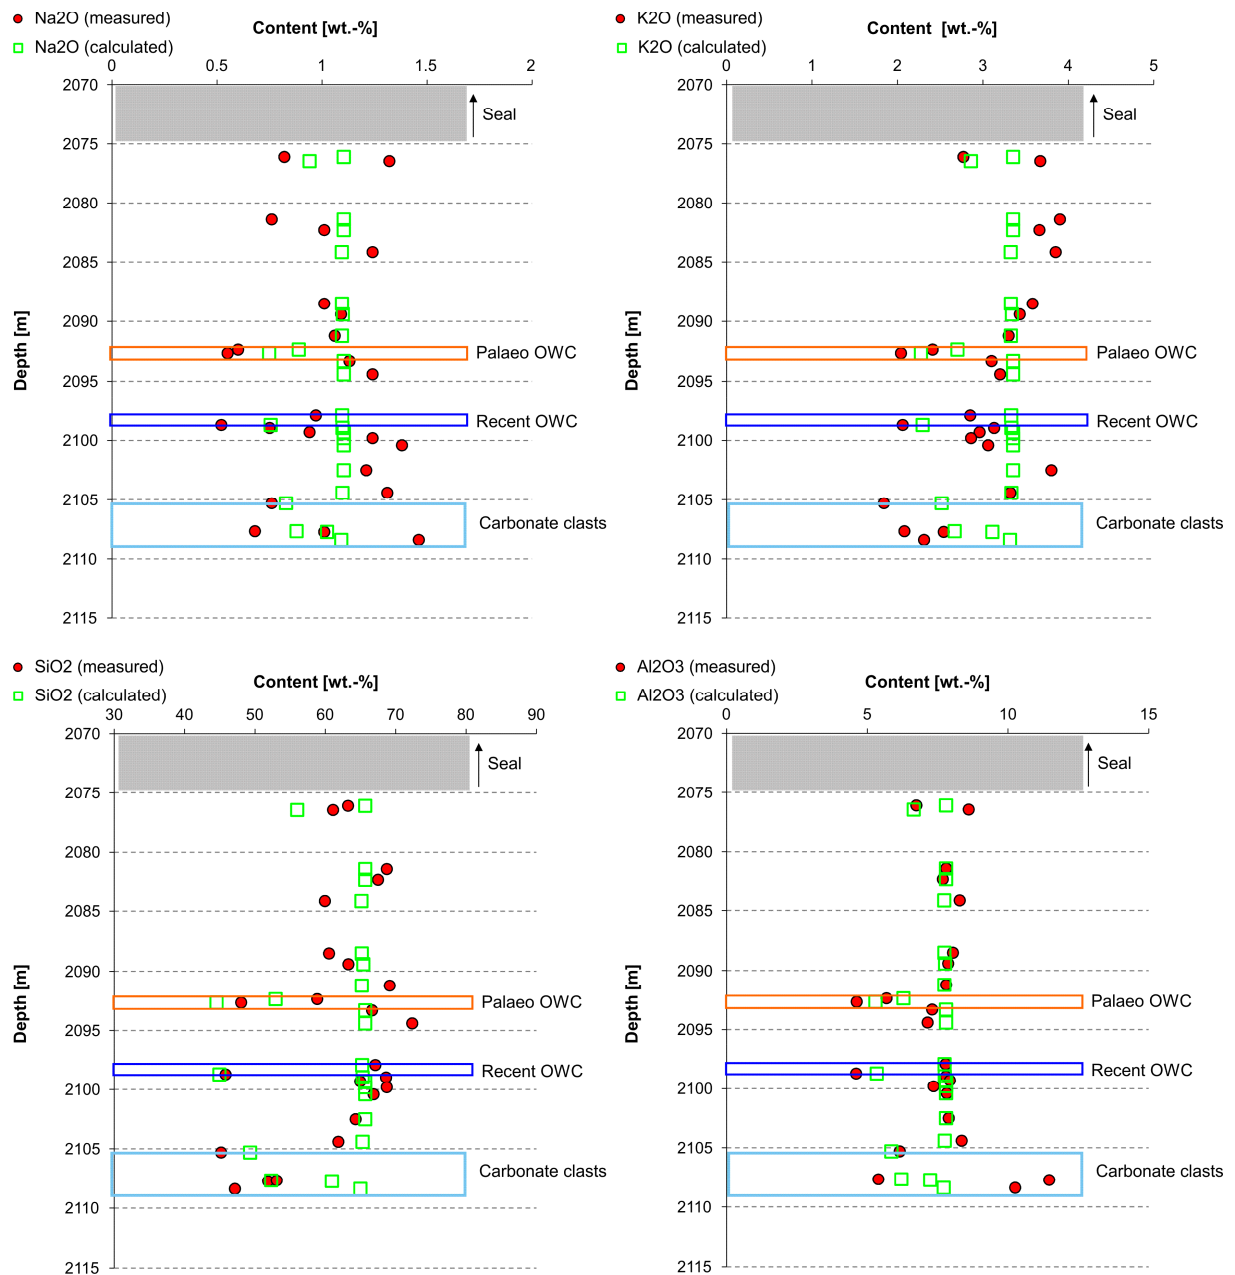 Na2O (measured)
Na2O (calculated)
Content [wt.-%]
0 0.5 1 1.5 2
2070
2075
2080
2085
2090
2095
2100
2105
2110
2115
Depth [m]
Seal
Palaeo OWC
Recent OWC
Carbonate clasts
K2O (measured)
K2O (calculated)
Content [wt.-%]
0 1 2 3 4 5
2070
2075
2080
2085
2090
2095
2100
2105
2110
2115
Depth [m]
Seal
Palaeo OWC
Recent OWC
Carbonate clasts
SiO2 (measured)
SiO2 (calculated)
Content [wt.-%]
30 40 50 60 70 80 90
2070
2075
2080
2085
2090
2095
2100
2105
2110
2115
Depth [m]
Seal
Palaeo OWC
Recent OWC
Carbonate clasts
Al2O3 (measured)
Al2O3 (calculated)
Content [wt.-%]
0 5 10 15
2070
2075
2080
2085
2090
2095
2100
2105
2110
2115
Depth [m]
Seal
Palaeo OWC
Recent OWC
Carbonate clasts